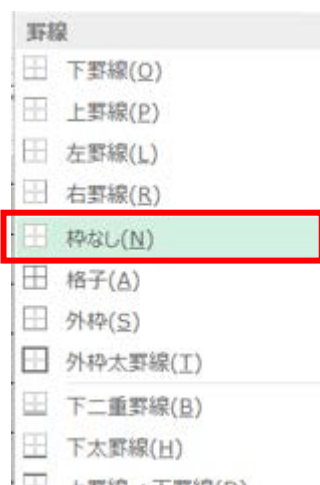 罫線
下罫線(O)
上罫線(P)
左罫線(L)
右罫線(R)
枠なし(N)
格子(A)
外枠(S)
外枠太罫線(T)
下二重罫線(B)
下太罫線(H)